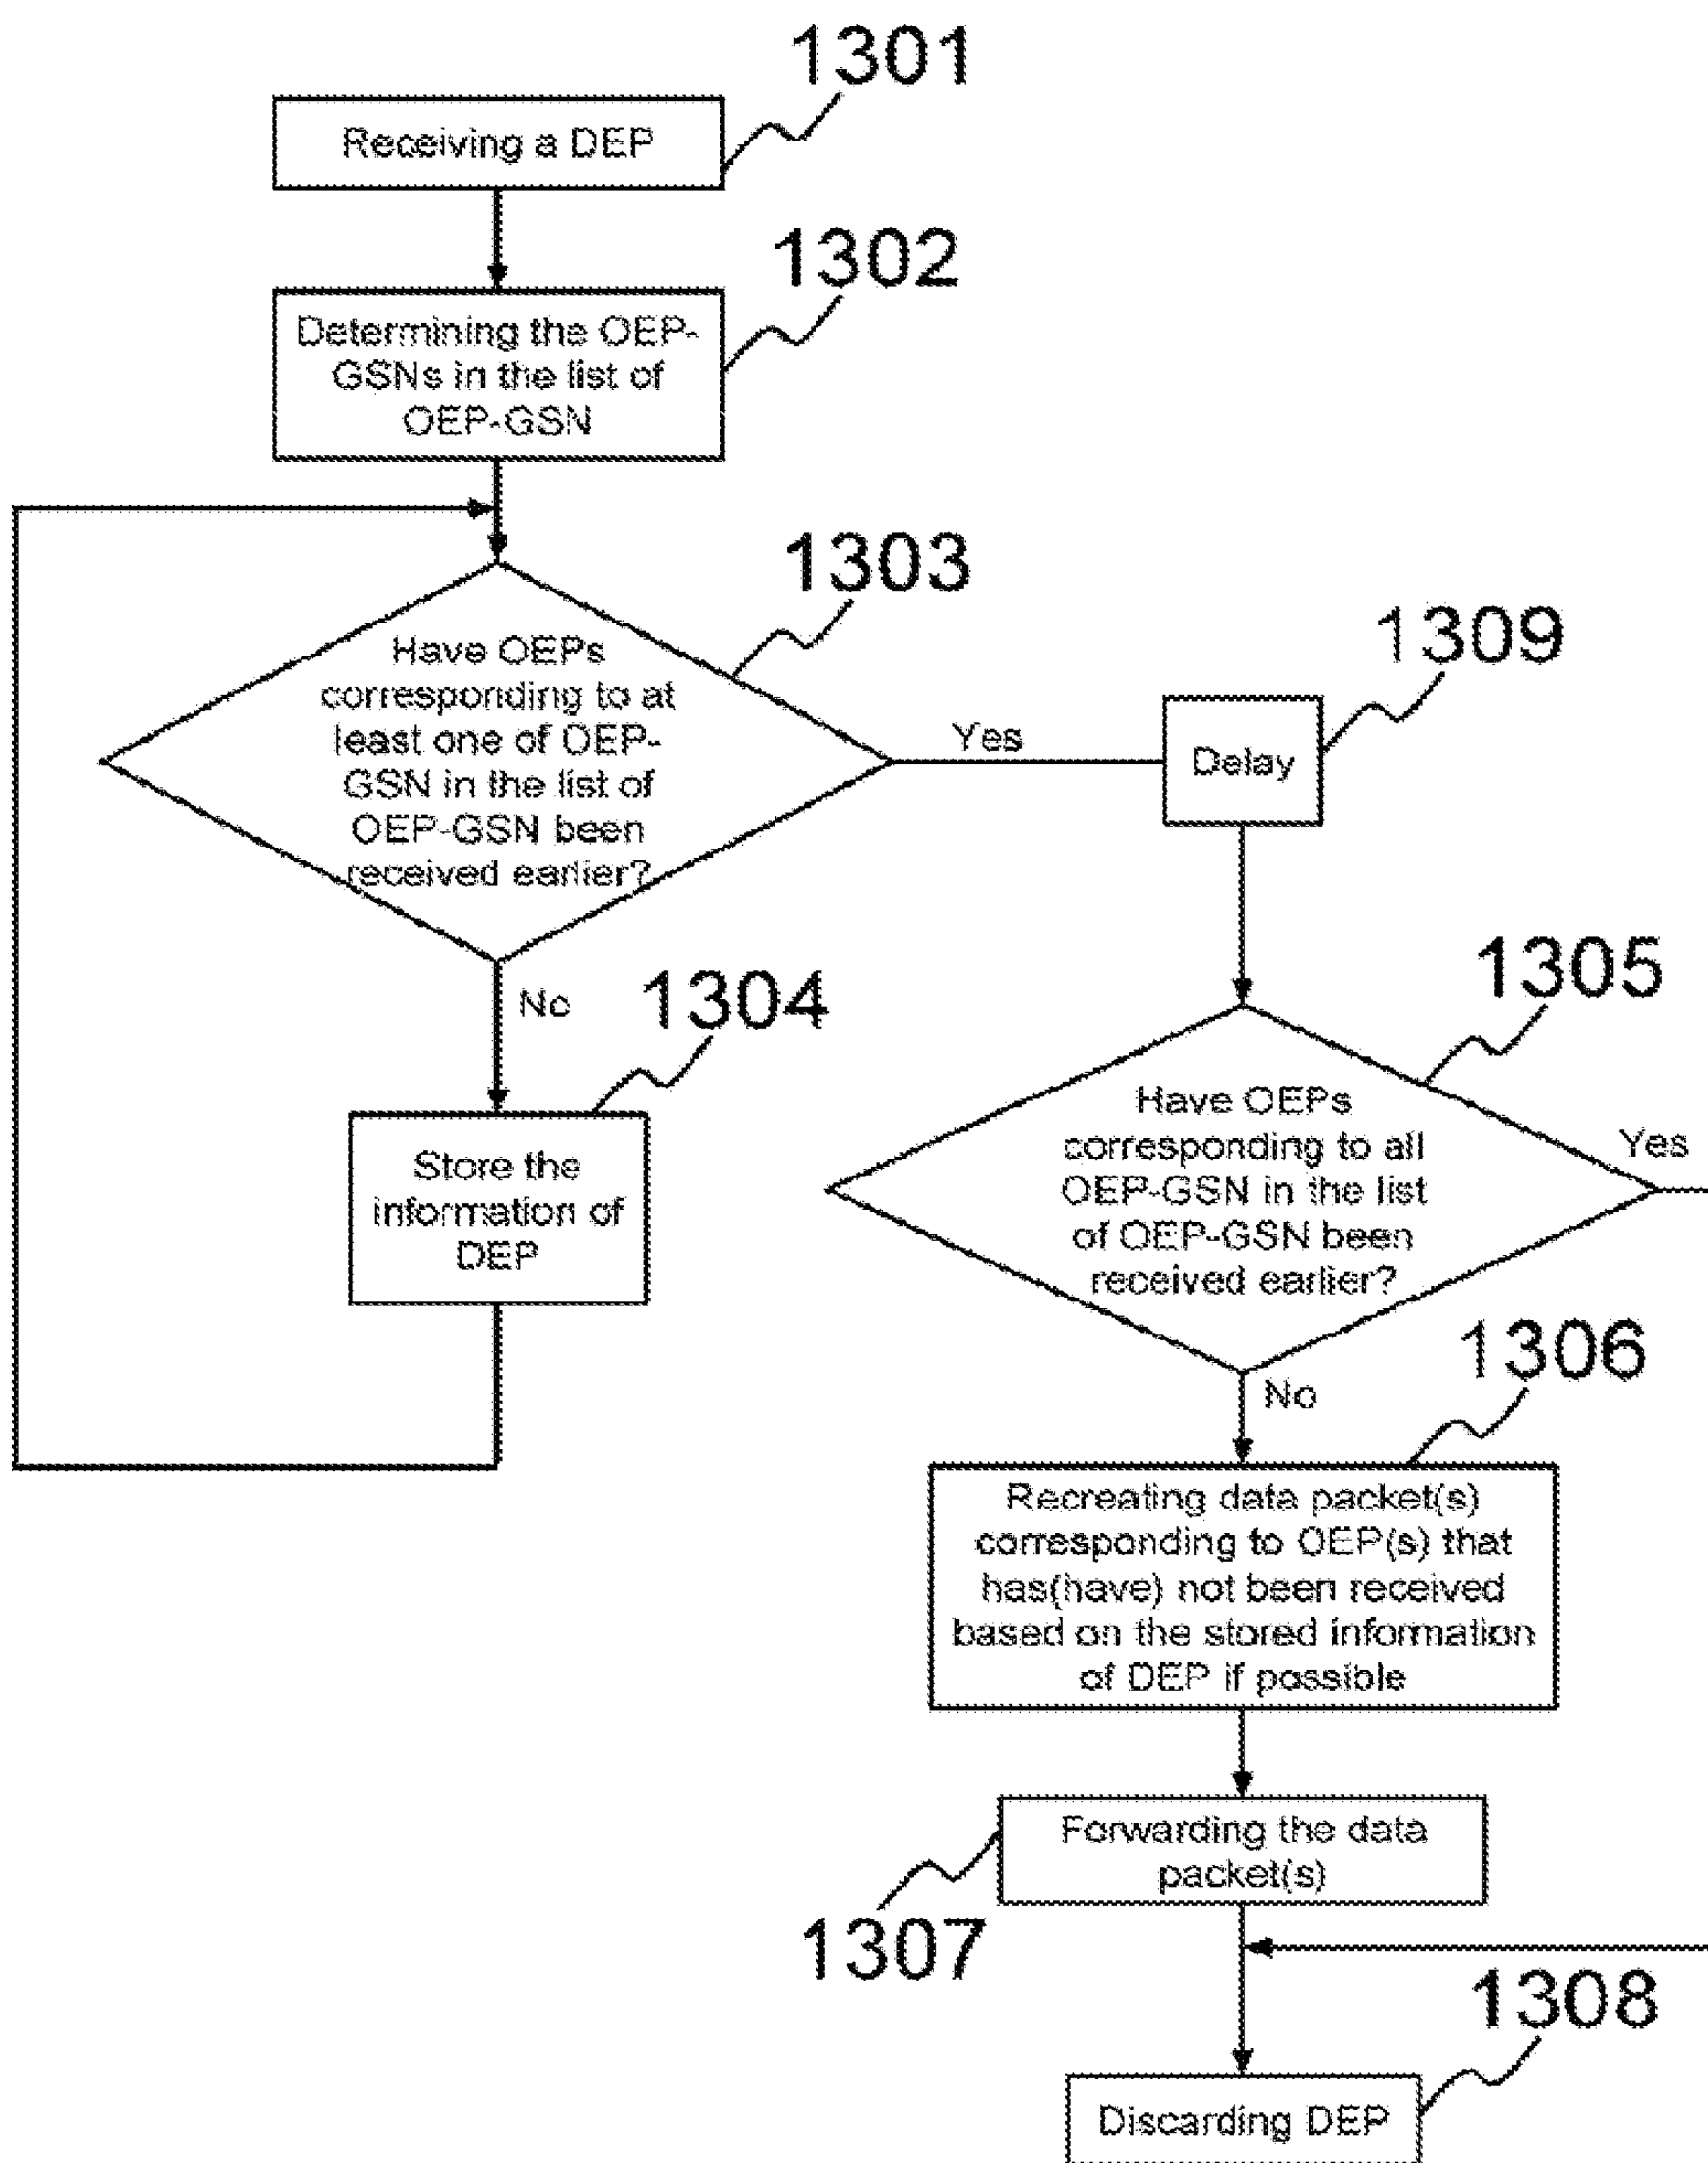 1301
Receiving a DEP
1302
Determining the OEP-
GSNs in the list of
OEP-GSN
1303
Have OEPs
corresponding to at
least one of OEP-
GSN in the list of
OEP-GSN been
received earlier?
Yes
1309
Delay
No
1304
Store the
information of
DEP
1305
Have OEPs
corresponding to all
OEP-GSN in the list
of OEP-GSN been
received earlier?
Yes
No
1306
Recreating data packet(s)
corresponding to OEP(s) that
has(have) not been received
based on the stored information
of DEP if possible
Forwarding the data
packet(s)
1307
1308
Discarding DEP